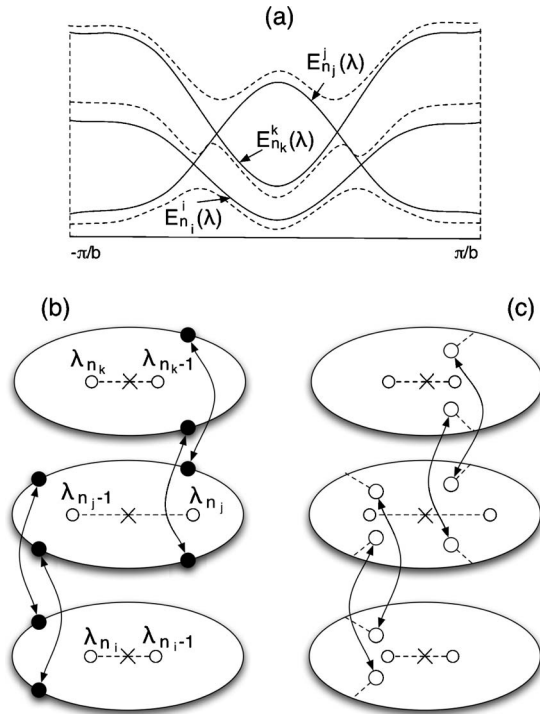 (a)
E^j_{n_j}(λ)
E^k_{n_k}(λ)
E^i_{n_i}(λ)
-π/b π/b
(b) (c)
λ_{n_k} λ_{n_k-1}
λ_{n_j-1} λ_{n_j}
λ_{n_i} λ_{n_i-1}